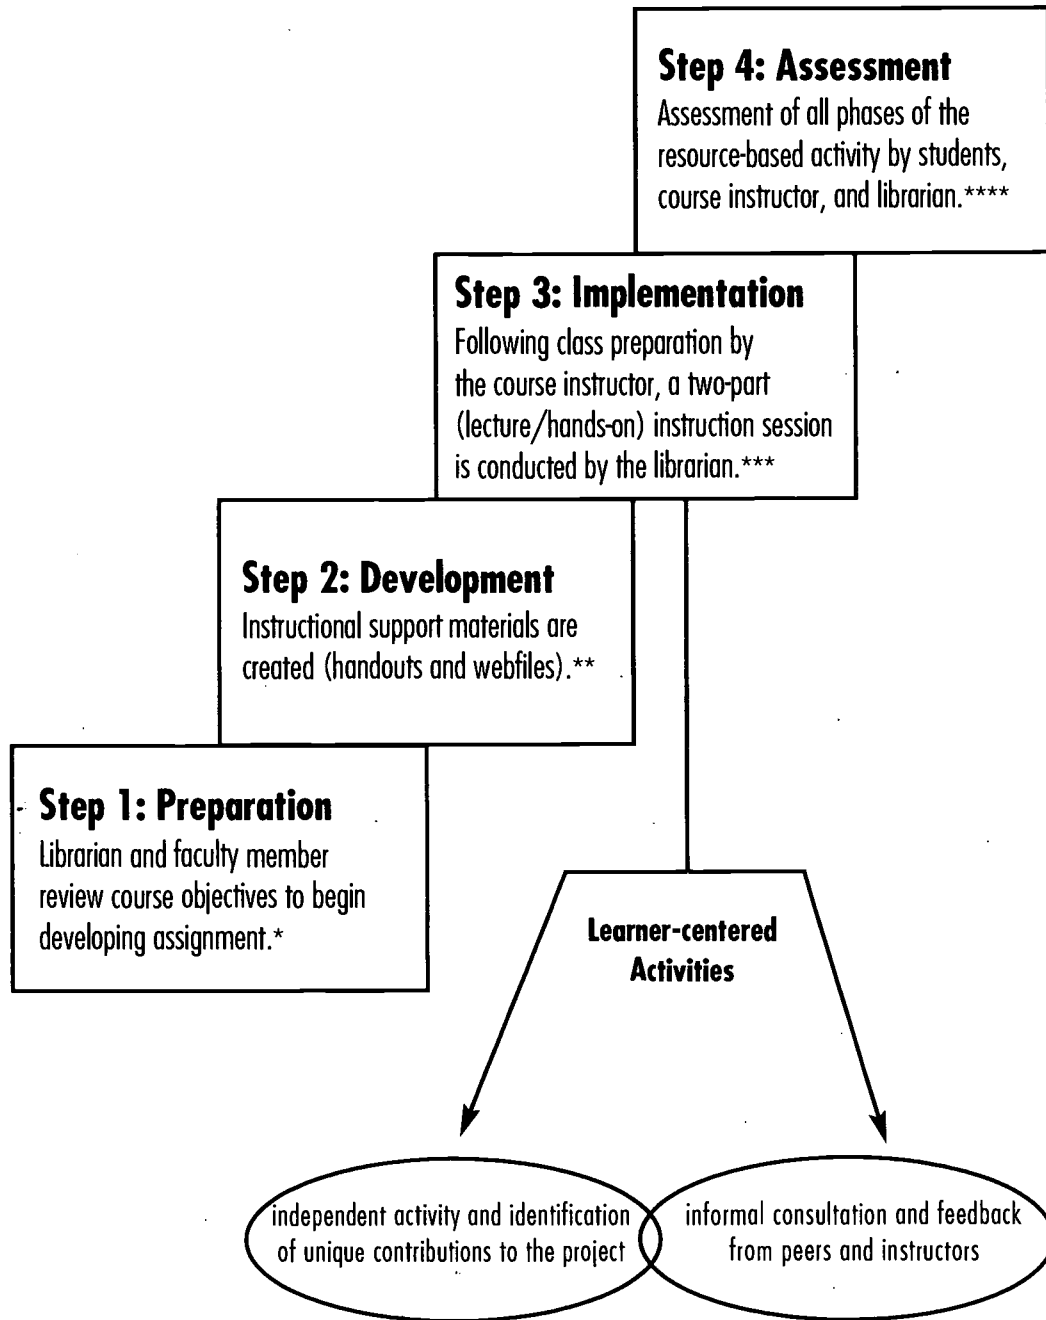 Step 4: Assessment
Assessment of all phases of the
resource-based activity by students,
course instructor, and librarian.****
Step 3: Implementation
Following class preparation by
the course instructor, a two-part
(lecture/hands-on) instruction session
is conducted by the librarian.***
Step 2: Development
Instructional support materials are
created (handouts and webfiles).**
Step 1: Preparation
Librarian and faculty member
review course objectives to begin
developing assignment.*
Learner-centered
Activities
independent activity and identification
of unique contributions to the project
informal consultation and feedback
from peers and instructors